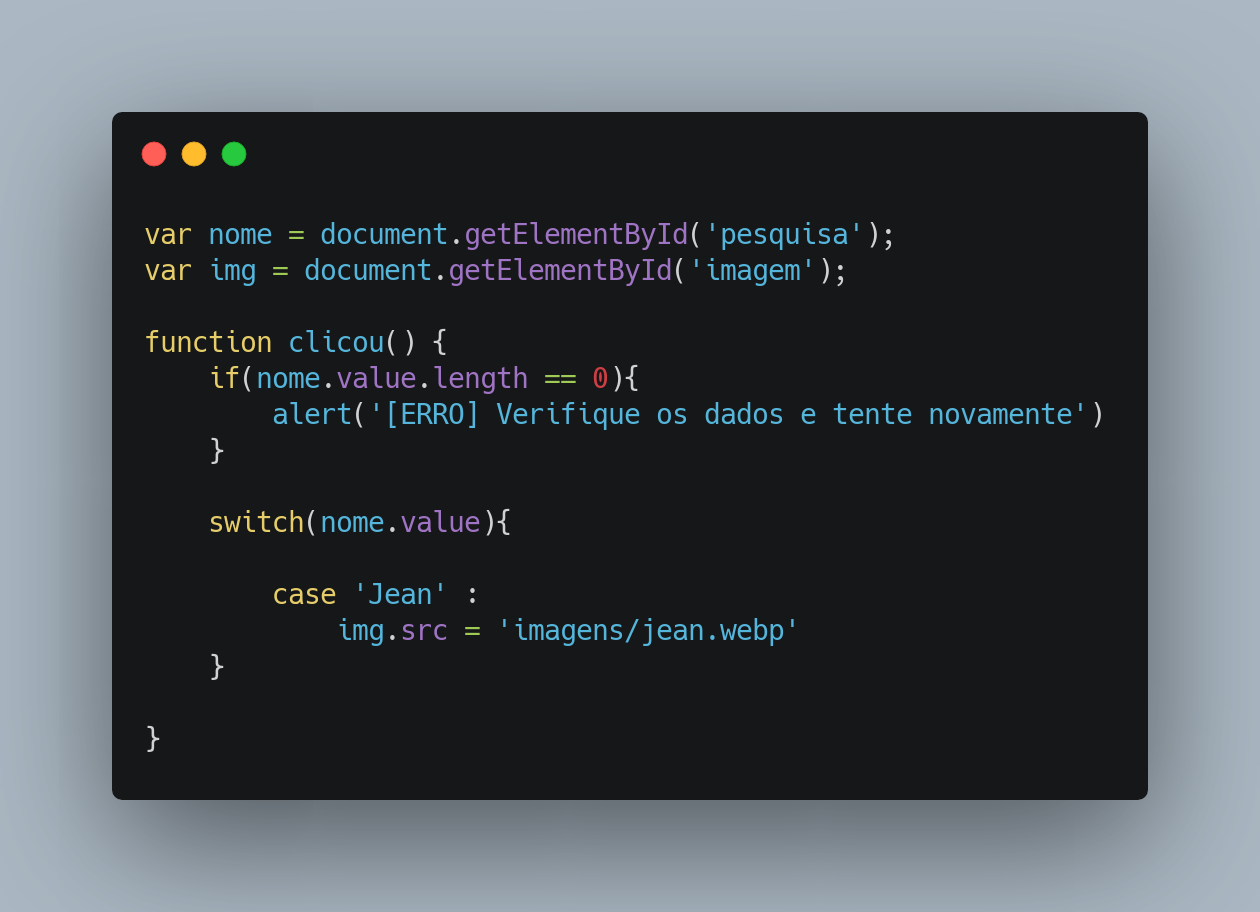 var nome = document.getElementById('pesquisa');
var img = document.getElementById('imagem');
function clicou() {
    if(nome.value.length == 0){
        alert('[ERRO] Verifique os dados e tente novamente')
    }
    switch(nome.value){
        case 'Jean' :
            img.src = 'imagens/jean.webp'
    }
}